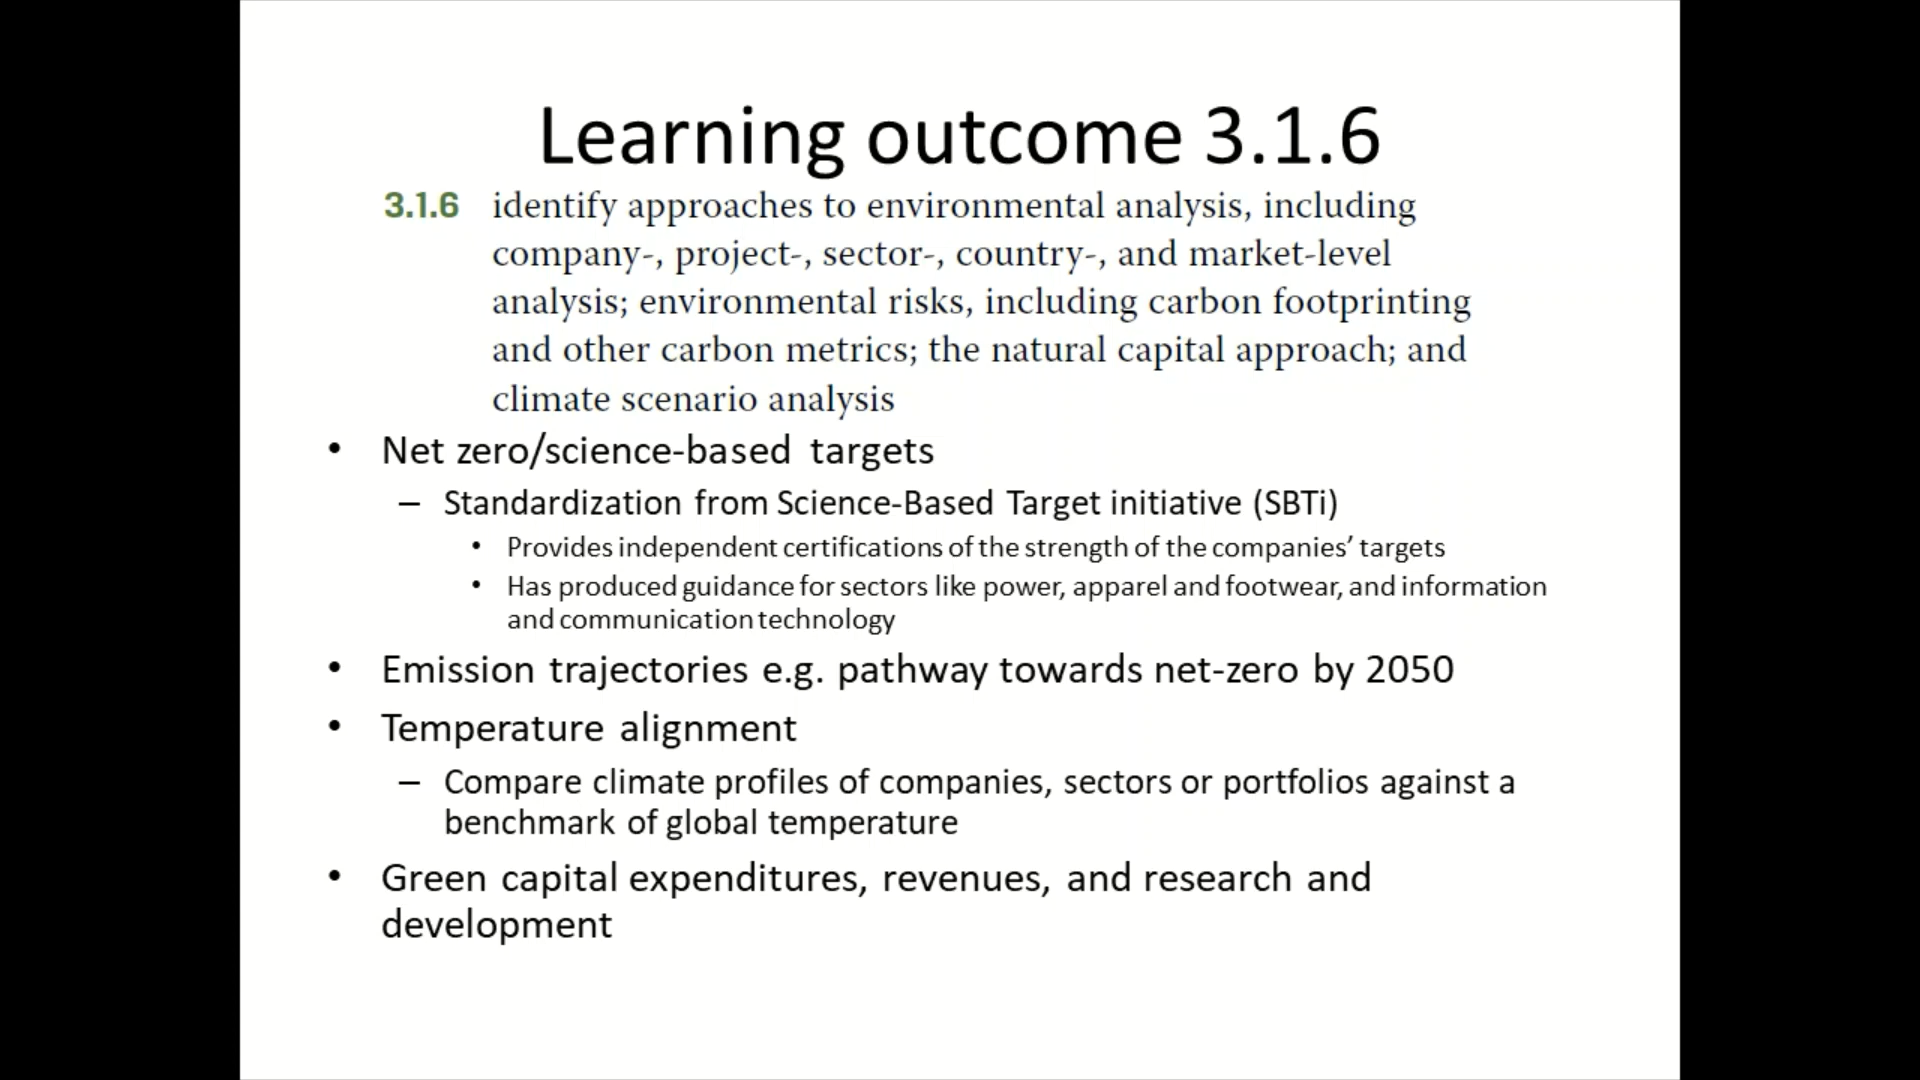 Learning outcome 3.1.6
3.1.6 identify approaches to environmental analysis, including
company-, project-, sector-, country-, and market-level
analysis; environmental risks, including carbon footprinting
and other carbon metrics; the natural capital approach; and
climate scenario analysis
• Net zero/science-based targets
– Standardization from Science-Based Target initiative (SBTi)
• Provides independent certifications of the strength of the companies’ targets
• Has produced guidance for sectors like power, apparel and footwear, and information
and communication technology
• Emission trajectories e.g. pathway towards net-zero by 2050
• Temperature alignment
– Compare climate profiles of companies, sectors or portfolios against a
benchmark of global temperature
• Green capital expenditures, revenues, and research and
development